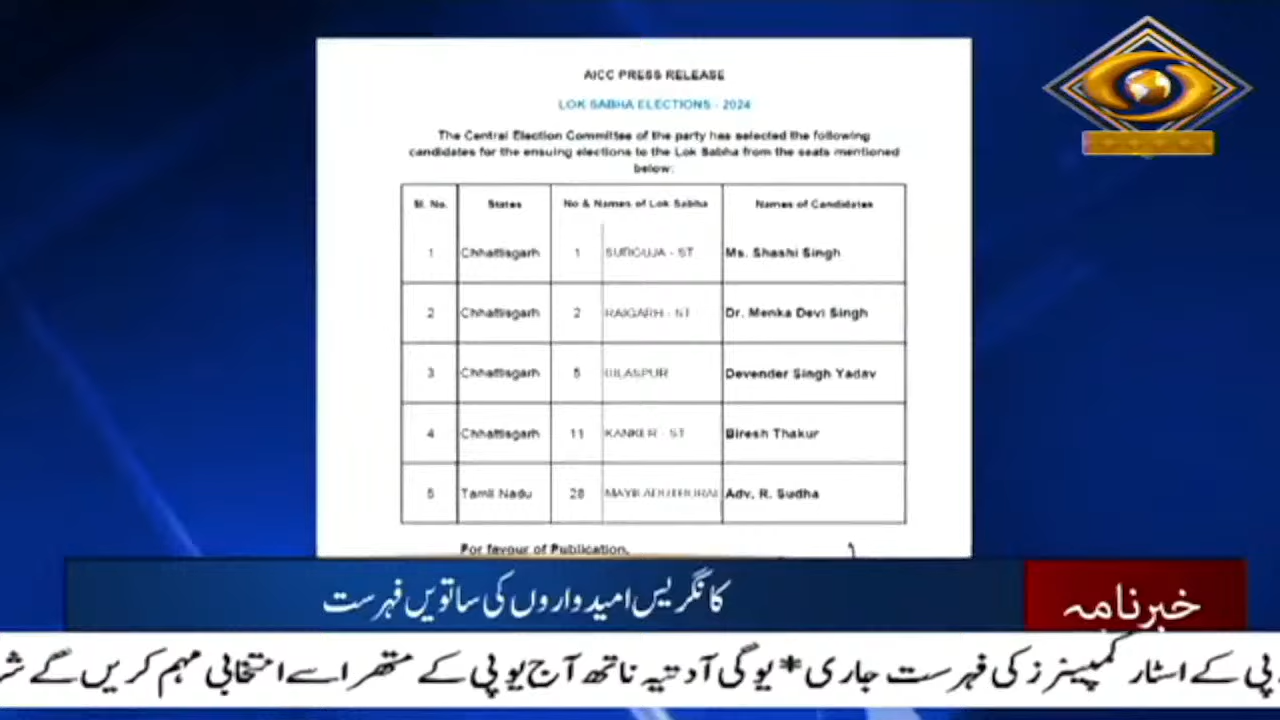 AICC PRESS RELEASE
LOK SABHA ELECTIONS - 2024
The Central Election Committee of the party has selected the following
candidates for the ensuing elections to the Lok Sabha from the seats mentioned
below:
Sl. No. States No & Names of Lok Sabha Names of Candidates
1 Chhattisgarh 1 SURGUJA - ST Ms. Shashi Singh
2 Chhattisgarh 2 RAIGARH - ST Dr. Menka Devi Singh
3 Chhattisgarh 5 BILASPUR Devender Singh Yadav
4 Chhattisgarh 11 KANKER - ST Biresh Thakur
5 Tamil Nadu 28 MAYILADUTHURAI Adv. R. Sudha
For favour of Publication.
کانگریس امیدواروں کی ساتویں فہرست
خبرنامہ
پی کے اسٹار کمپینرز کی فہرست جاری * یوگی آدتیہ ناتھ آج یو پی کے متھرا سے انتخابی مہم کریں گے